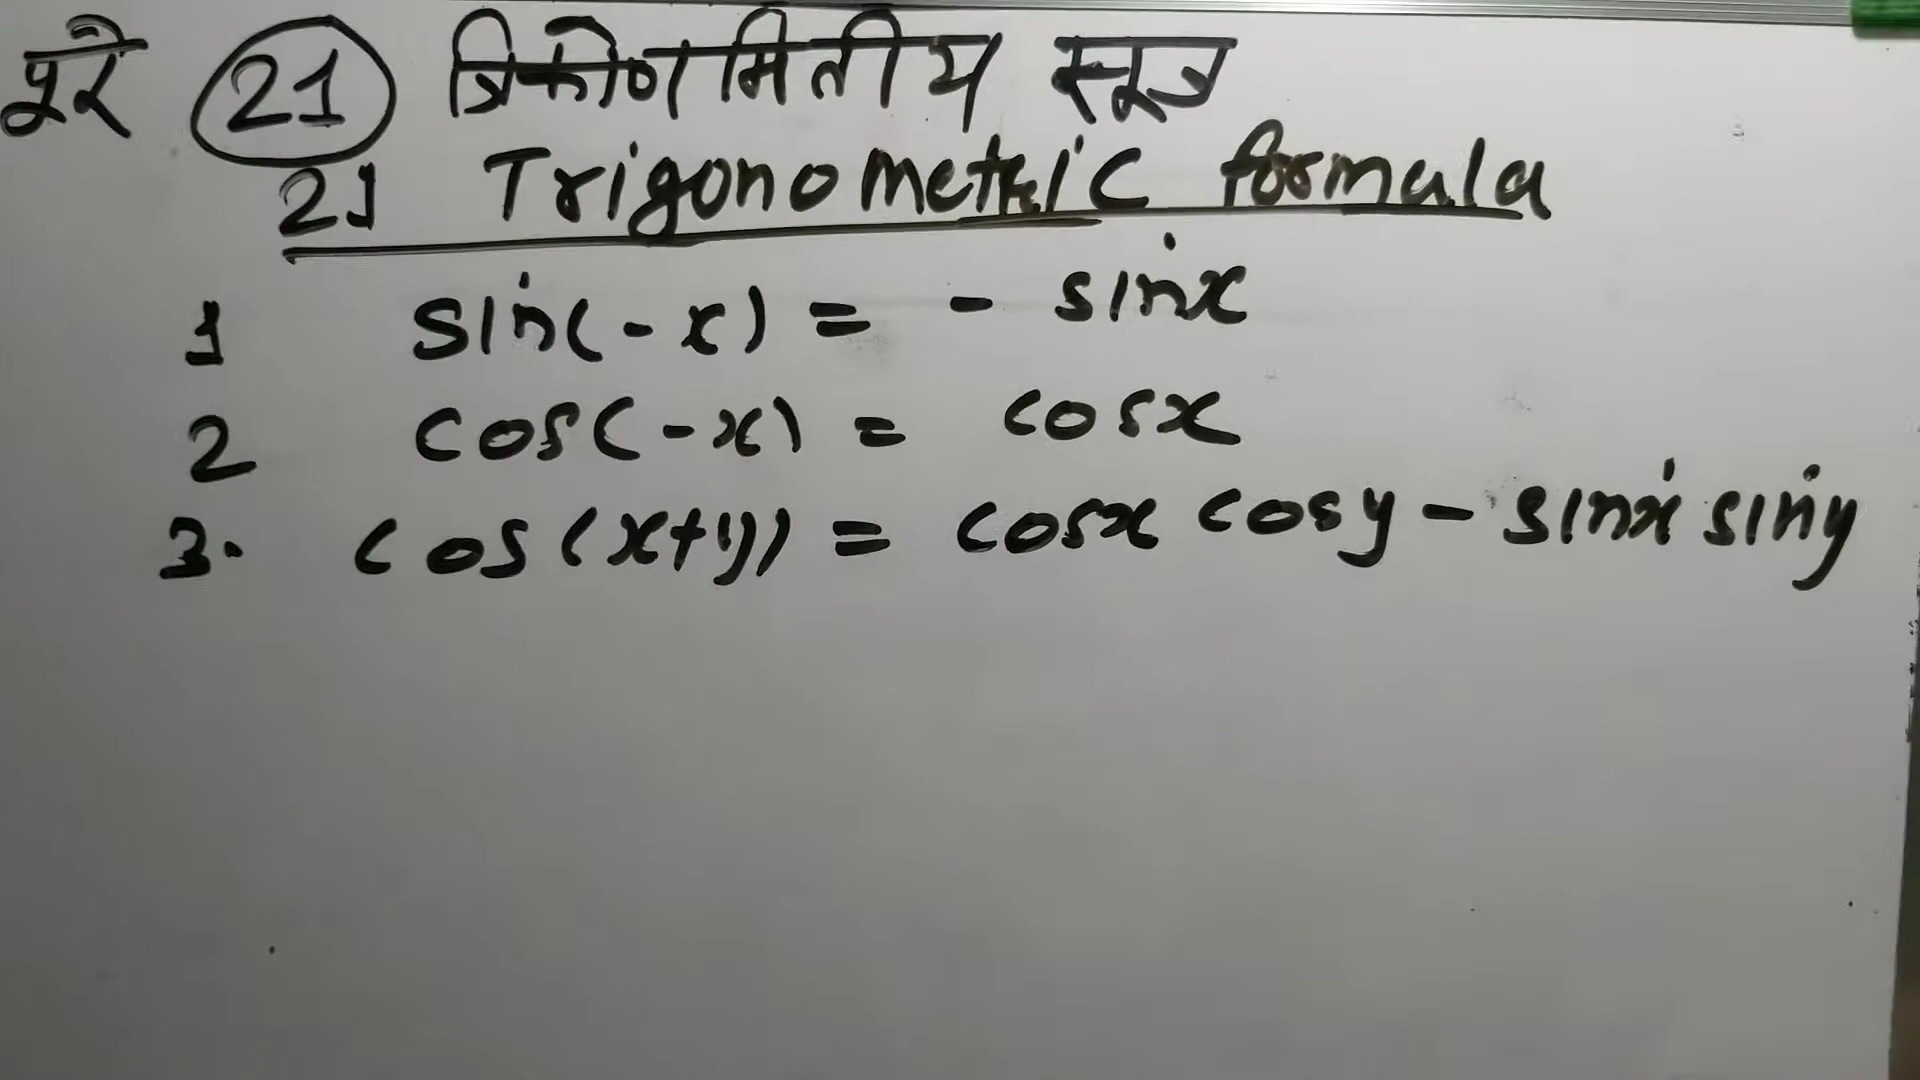 पूरे 21 त्रिकोणमितीय सूत्र
21 Trigonometric formula
1 sin(-x) = - sinx
2 cos(-x) = cosx
3. cos(x+y) = cosx cosy - sinx siny